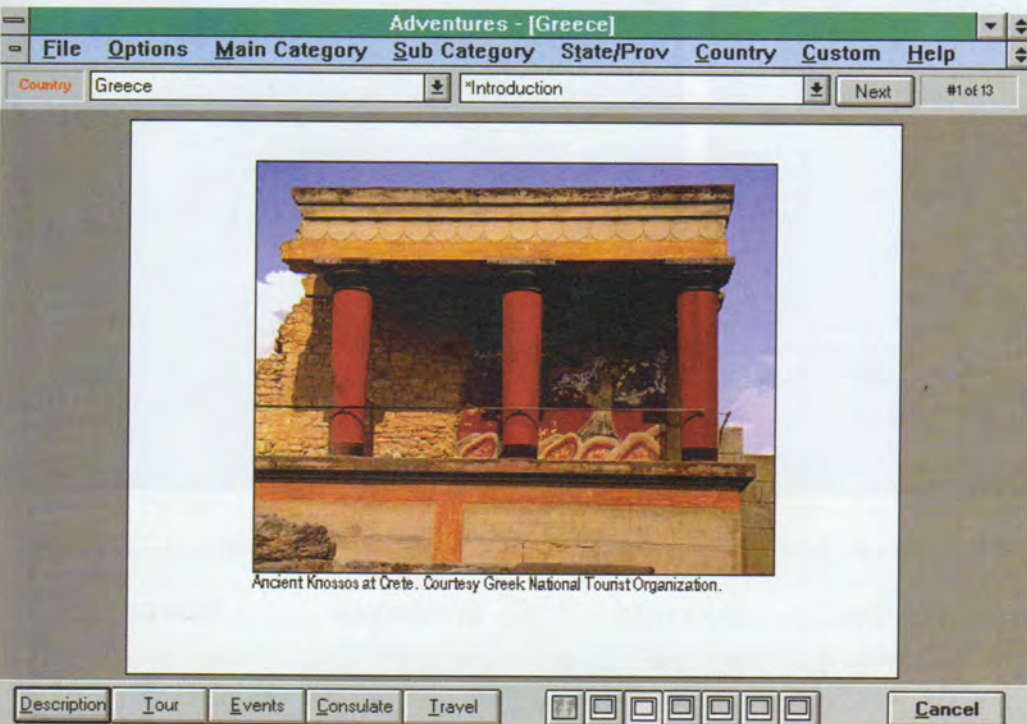 Adventures - [Greece]
File Options Main Category Sub Category State/Prov Country Custom Help
Country Greece *Introduction Next #1 of 13
Ancient Knossos at Crete. Courtesy Greek National Tourist Organization.
Description Tour Events Consulate Travel Cancel